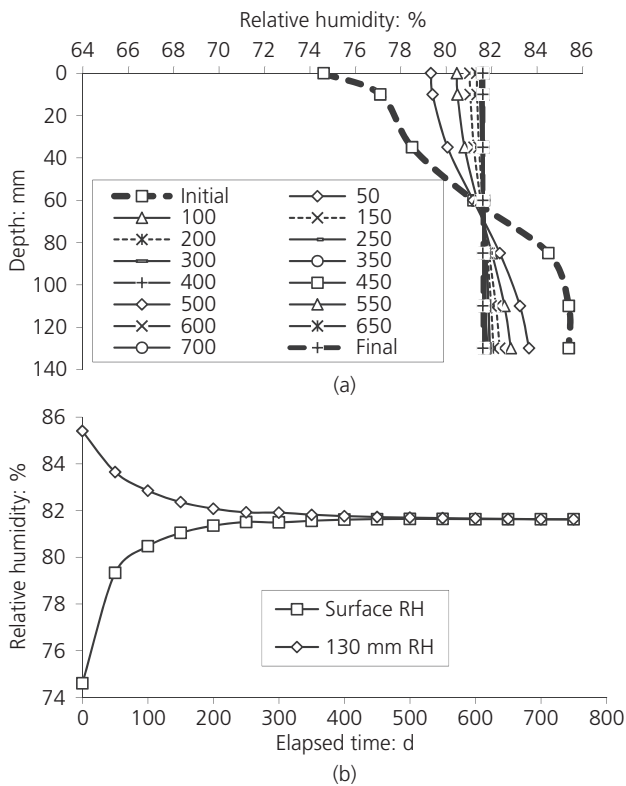 Relative humidity: %
64 66 68 70 72 74 76 78 80 82 84 86
Depth: mm
0
20
40
60
80
100
120
140
Initial 50
100 150
200 250
300 350
400 450
500 550
600 650
700 Final
(a)
Relative humidity: %
86
84
82
80
78
76
74
Surface RH
130 mm RH
0 100 200 300 400 500 600 700 800
Elapsed time: d
(b)